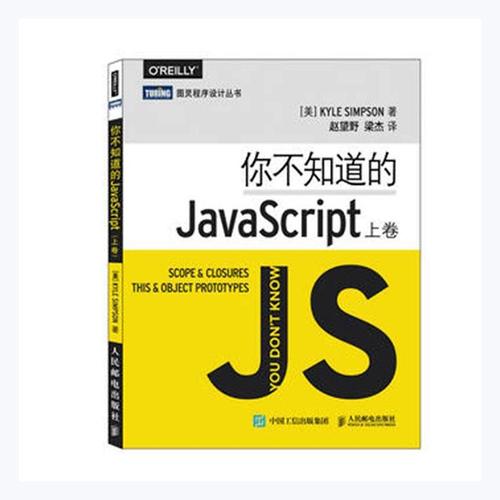 O'REILLY
TURING 图灵程序设计丛书
[美] KYLE SIMPSON 著
赵望野 梁杰 译
你不知道的
JavaScript 上卷
SCOPE & CLOSURES
THIS & OBJECT PROTOTYPES
YOU DON'T KNOW
JS
中国工信出版集团
人民邮电出版社
POSTS & TELECOM PRESS
TURING
你不知道的JavaScript(上卷)
[美] KYLE SIMPSON 著
人民邮电出版社